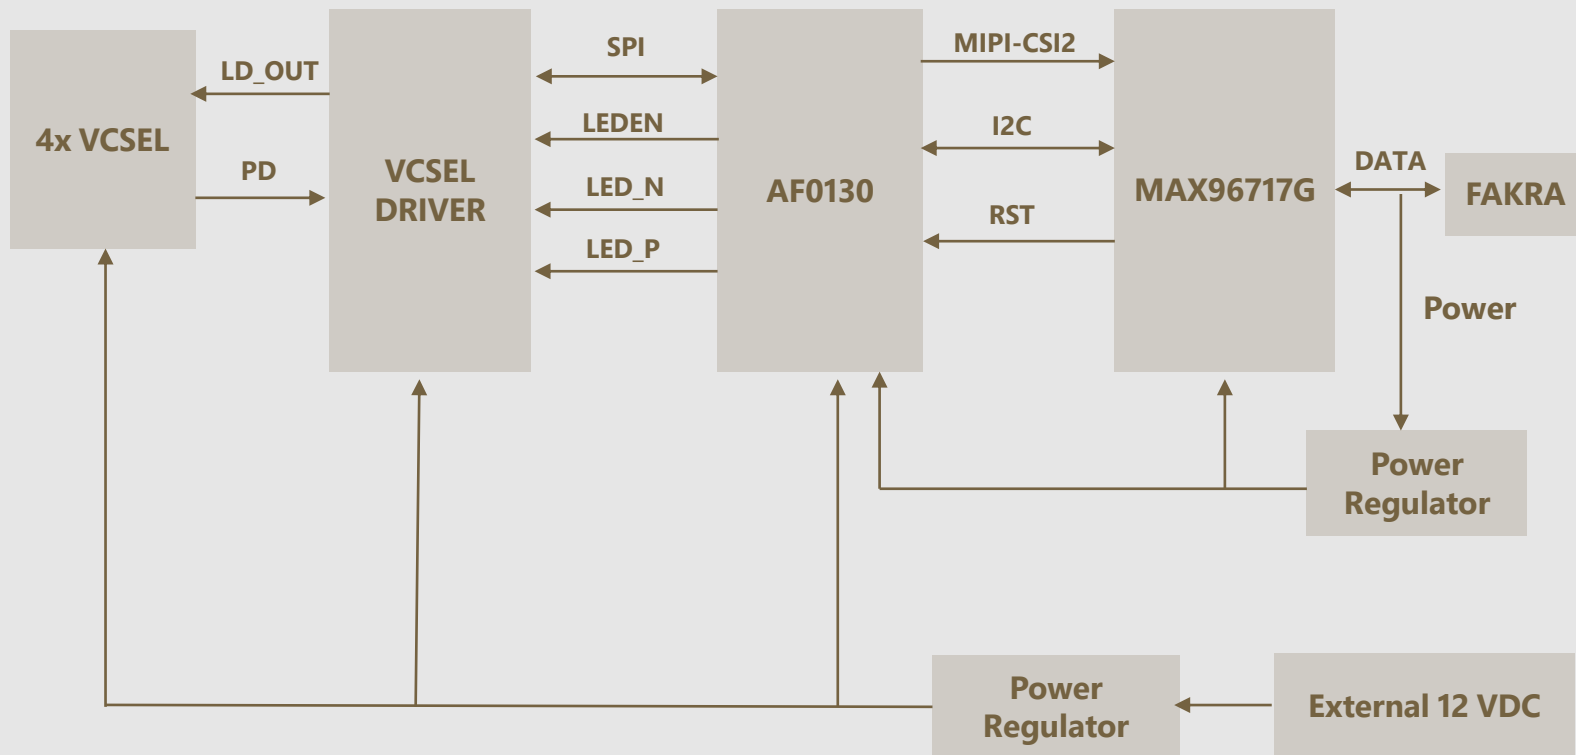 4x VCSEL
LD_OUT
PD
VCSEL
DRIVER
SPI
LEDEN
LED_N
LED_P
AF0130
MIPI-CSI2
I2C
RST
MAX96717G
DATA
FAKRA
Power
Power
Regulator
Power
Regulator
External 12 VDC